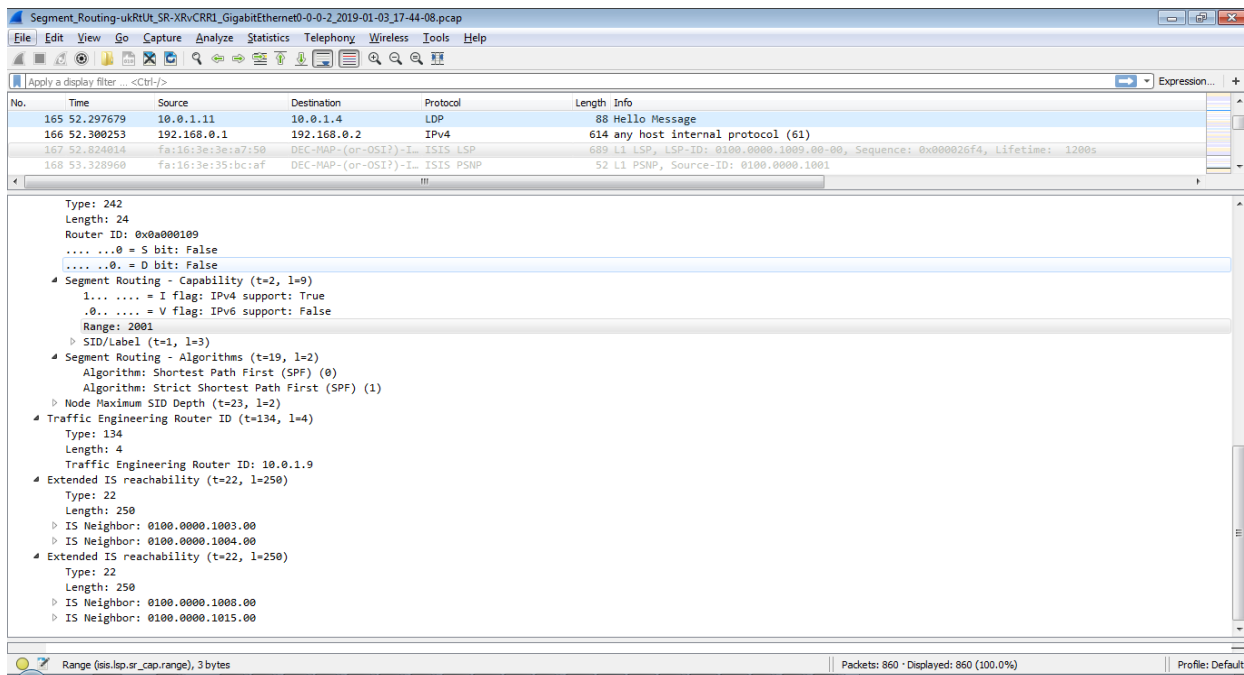 Segment_Routing-ukRtUt_SR-XRvCRR1_GigabitEthernet0-0-0-2_2019-01-03_17-44-08.pcap
File Edit View Go Capture Analyze Statistics Telephony Wireless Tools Help
Apply a display filter ... <Ctrl-/> Expression... +
No. Time Source Destination Protocol Length Info
165 52.297679 10.0.1.11 10.0.1.4 LDP 88 Hello Message
166 52.300253 192.168.0.1 192.168.0.2 IPv4 614 any host internal protocol (61)
167 52.824014 fa:16:3e:3e:a7:50 DEC-MAP-(or-OSI?)-I… ISIS LSP 689 L1 LSP, LSP-ID: 0100.0000.1009.00-00, Sequence: 0x000026f4, Lifetime: 1200s
168 53.328960 fa:16:3e:35:bc:af DEC-MAP-(or-OSI?)-I… ISIS PSNP 52 L1 PSNP, Source-ID: 0100.0000.1001
Type: 242
Length: 24
Router ID: 0x0a000109
.... ...0 = S bit: False
.... ..0. = D bit: False
Segment Routing - Capability (t=2, l=9)
1... .... = I flag: IPv4 support: True
.0.. .... = V flag: IPv6 support: False
Range: 2001
SID/Label (t=1, l=3)
Segment Routing - Algorithms (t=19, l=2)
Algorithm: Shortest Path First (SPF) (0)
Algorithm: Strict Shortest Path First (SPF) (1)
Node Maximum SID Depth (t=23, l=2)
Traffic Engineering Router ID (t=134, l=4)
Type: 134
Length: 4
Traffic Engineering Router ID: 10.0.1.9
Extended IS reachability (t=22, l=250)
Type: 22
Length: 250
IS Neighbor: 0100.0000.1003.00
IS Neighbor: 0100.0000.1004.00
Extended IS reachability (t=22, l=250)
Type: 22
Length: 250
IS Neighbor: 0100.0000.1008.00
IS Neighbor: 0100.0000.1015.00
Range (isis.lsp.sr_cap.range), 3 bytes Packets: 860 · Displayed: 860 (100.0%) Profile: Default